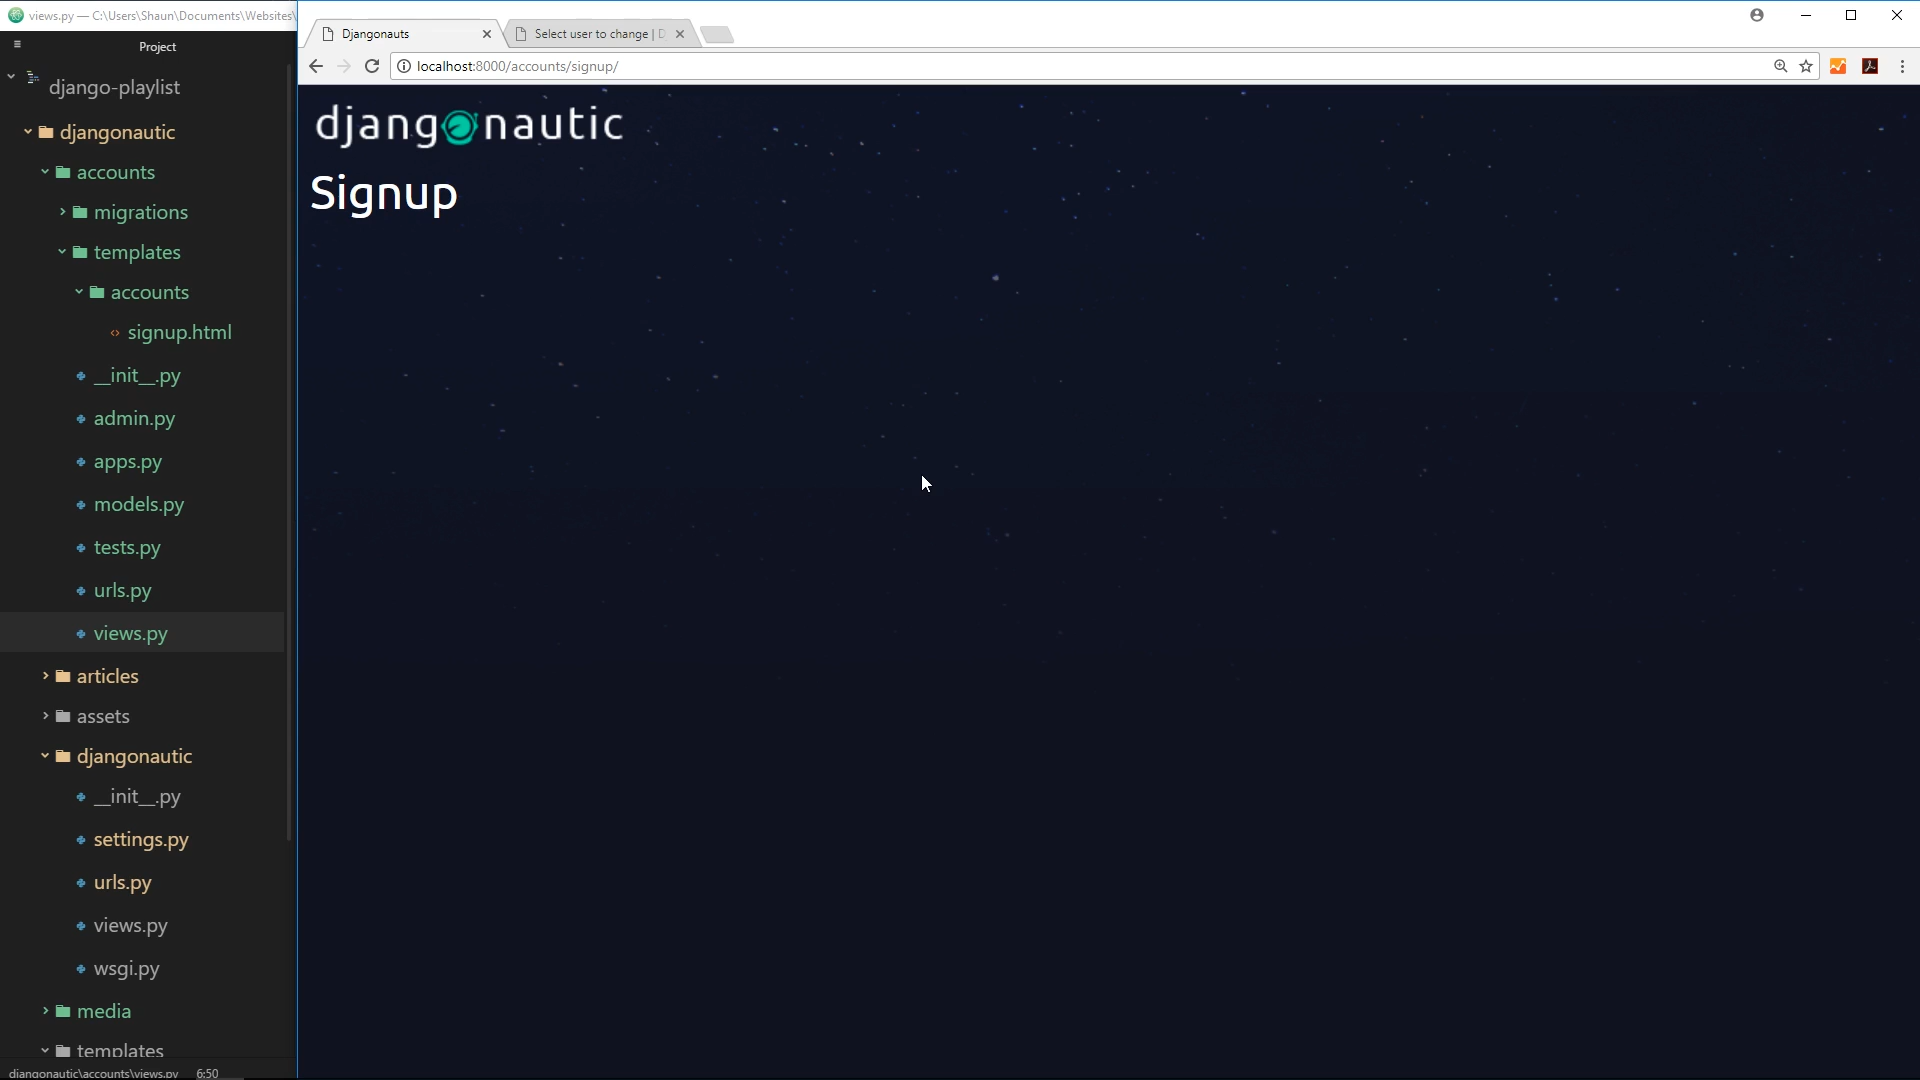 views.py — C:\Users\Shaun\Documents\Websites\
Project
django-playlist
djangonautic
accounts
migrations
templates
accounts
signup.html
__init__.py
admin.py
apps.py
models.py
tests.py
urls.py
views.py
articles
assets
djangonautic
__init__.py
settings.py
urls.py
views.py
wsgi.py
media
templates
djangonautic\accounts\views.py 6:50
Djangonauts
Select user to change | D
localhost:8000/accounts/signup/
djangonautic
Signup